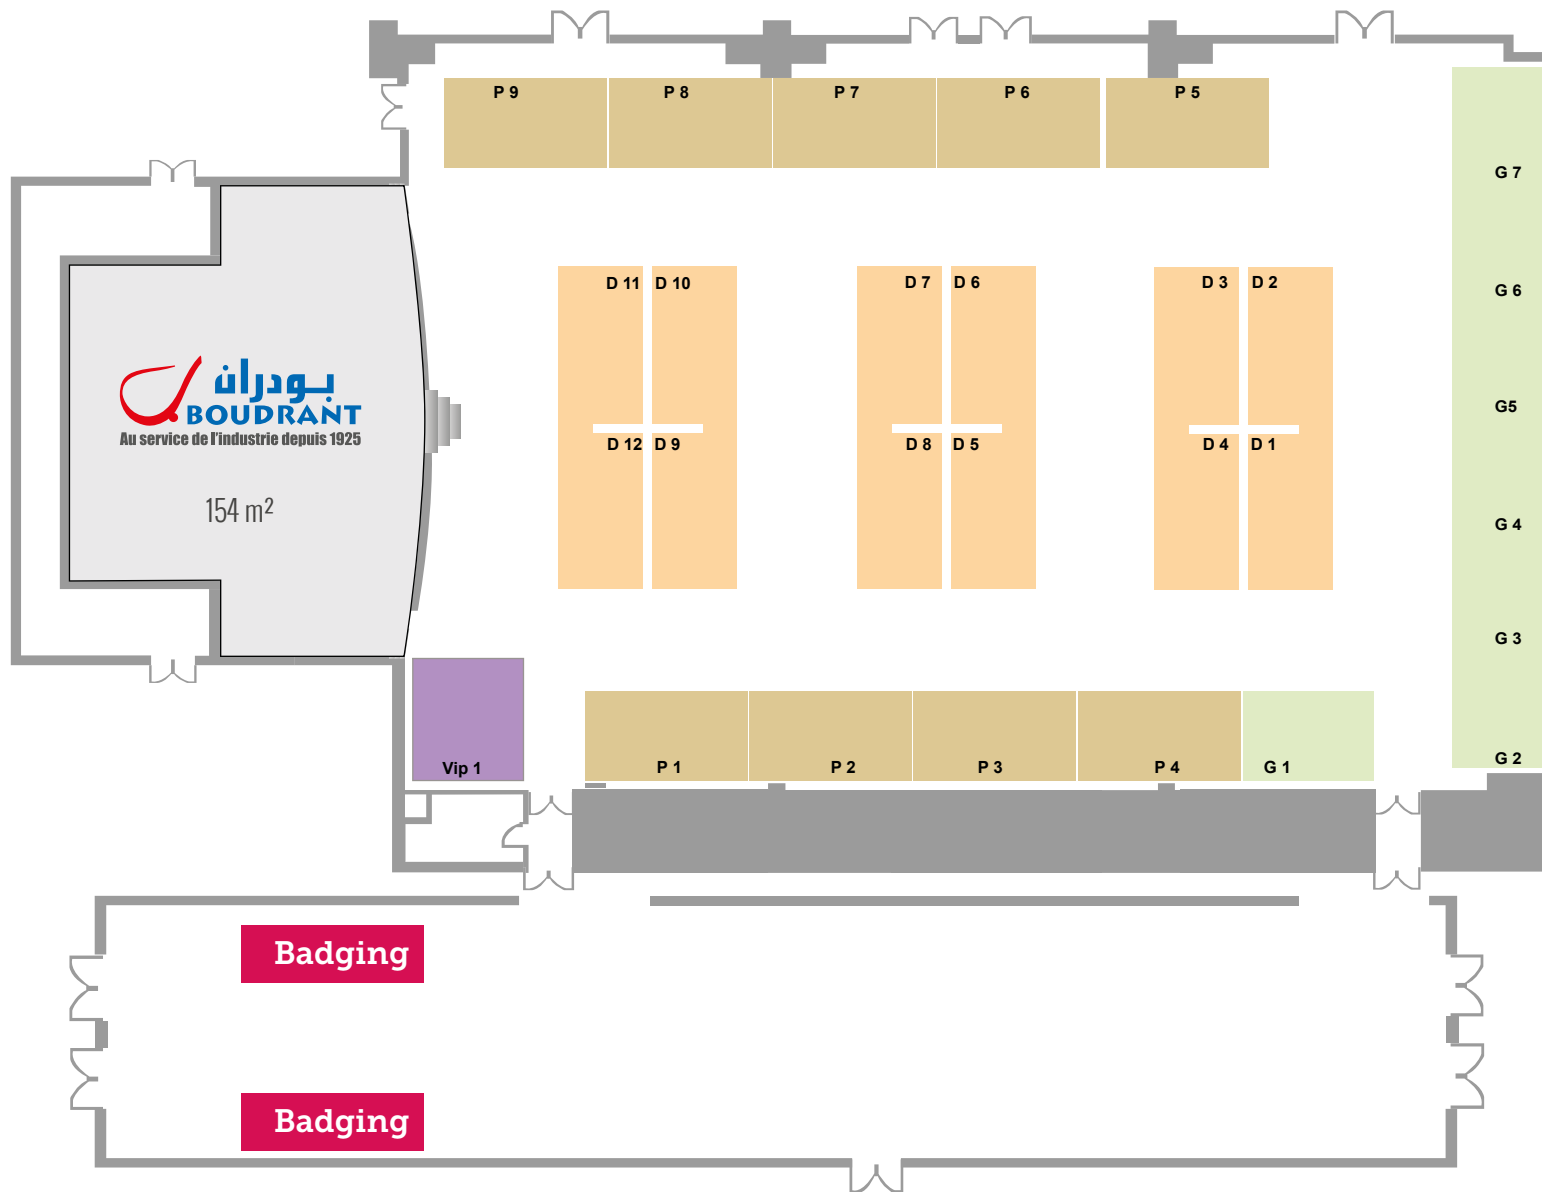 P 9
P 8
P 7
P 6
P 5
G 7
D 11
D 10
D 7
D 6
D 3
D 2
G 6
بودران
BOUDRANT
Au service de l'industrie depuis 1925
G5
D 12
D 9
D 8
D 5
D 4
D 1
154 m²
G 4
G 3
Vip 1
P 1
P 2
P 3
P 4
G 1
G 2
Badging
Badging